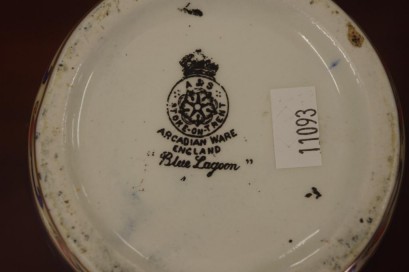 A & S
STOKE-ON-TRENT
ARCADIAN WARE
ENGLAND
"Blue Lagoon"
11093